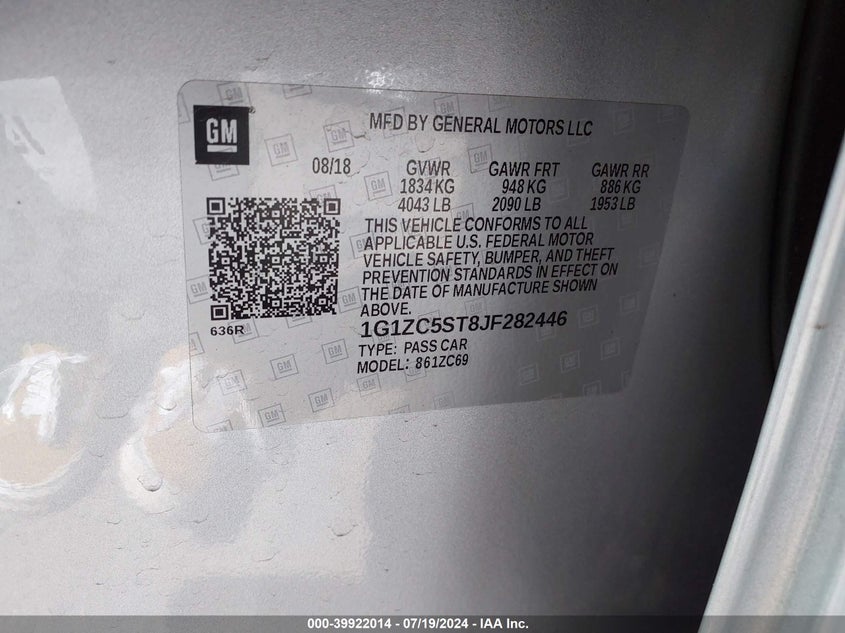 GM
MFD BY GENERAL MOTORS LLC
08/18 GVWR GAWR FRT GAWR RR
1834 KG 948 KG 886 KG
4043 LB 2090 LB 1953 LB
THIS VEHICLE CONFORMS TO ALL
APPLICABLE U.S. FEDERAL MOTOR
VEHICLE SAFETY, BUMPER, AND THEFT
PREVENTION STANDARDS IN EFFECT ON
THE DATE OF MANUFACTURE SHOWN
ABOVE.
636R
1G1ZC5ST8JF282446
TYPE: PASS CAR
MODEL: 861ZC69
000-39922014 - 07/19/2024 - IAA Inc.